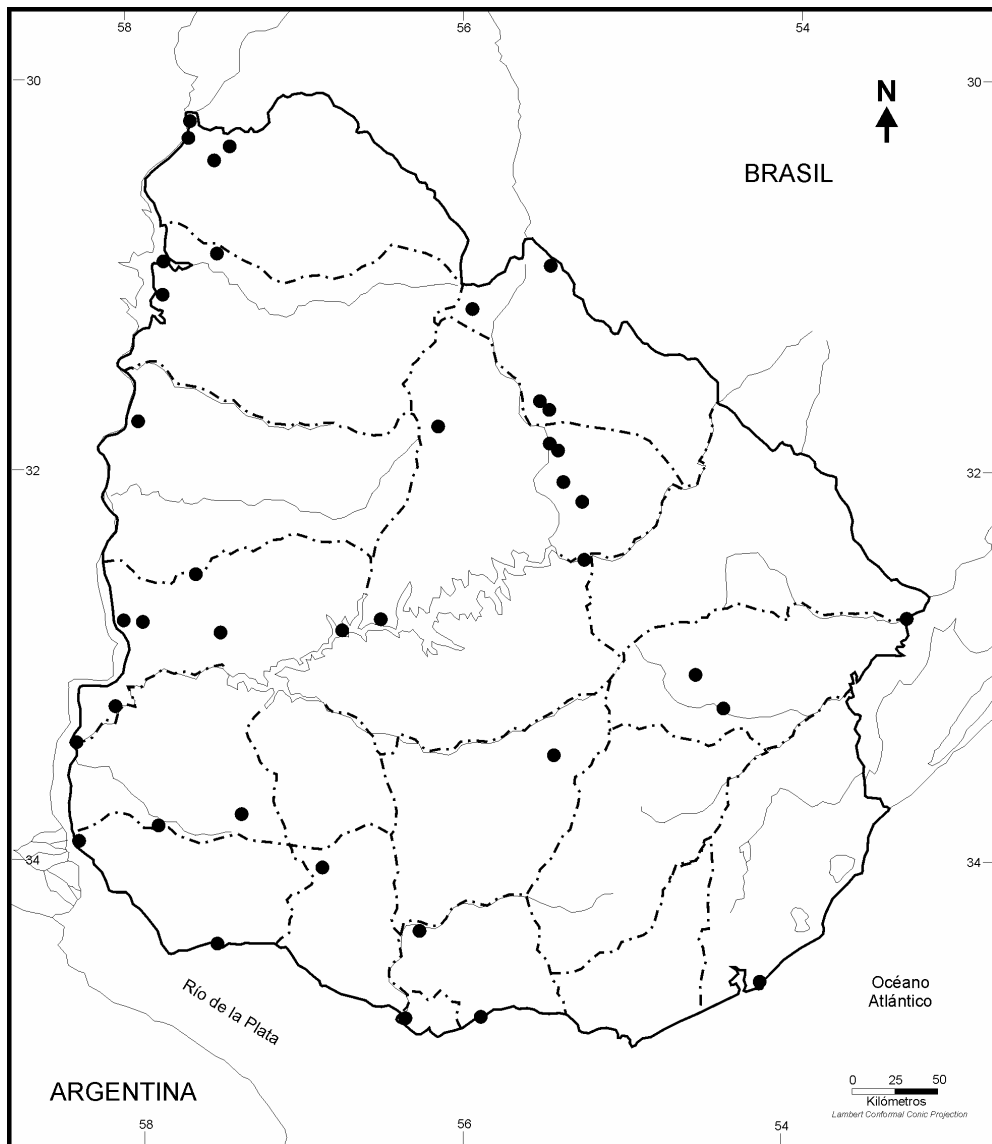 58
56
54
30
30
N
BRASIL
32
32
34
34
Río de la Plata
Océano
Atlántico
ARGENTINA
0 25 50
Kilómetros
Lambert Conformal Conic Projection
58
56
54